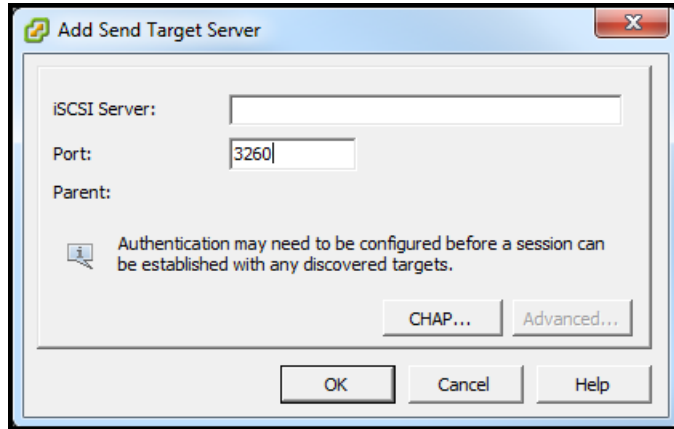 Add Send Target Server
iSCSI Server:
Port: 3260
Parent:
Authentication may need to be configured before a session can
be established with any discovered targets.
CHAP... Advanced...
OK Cancel Help